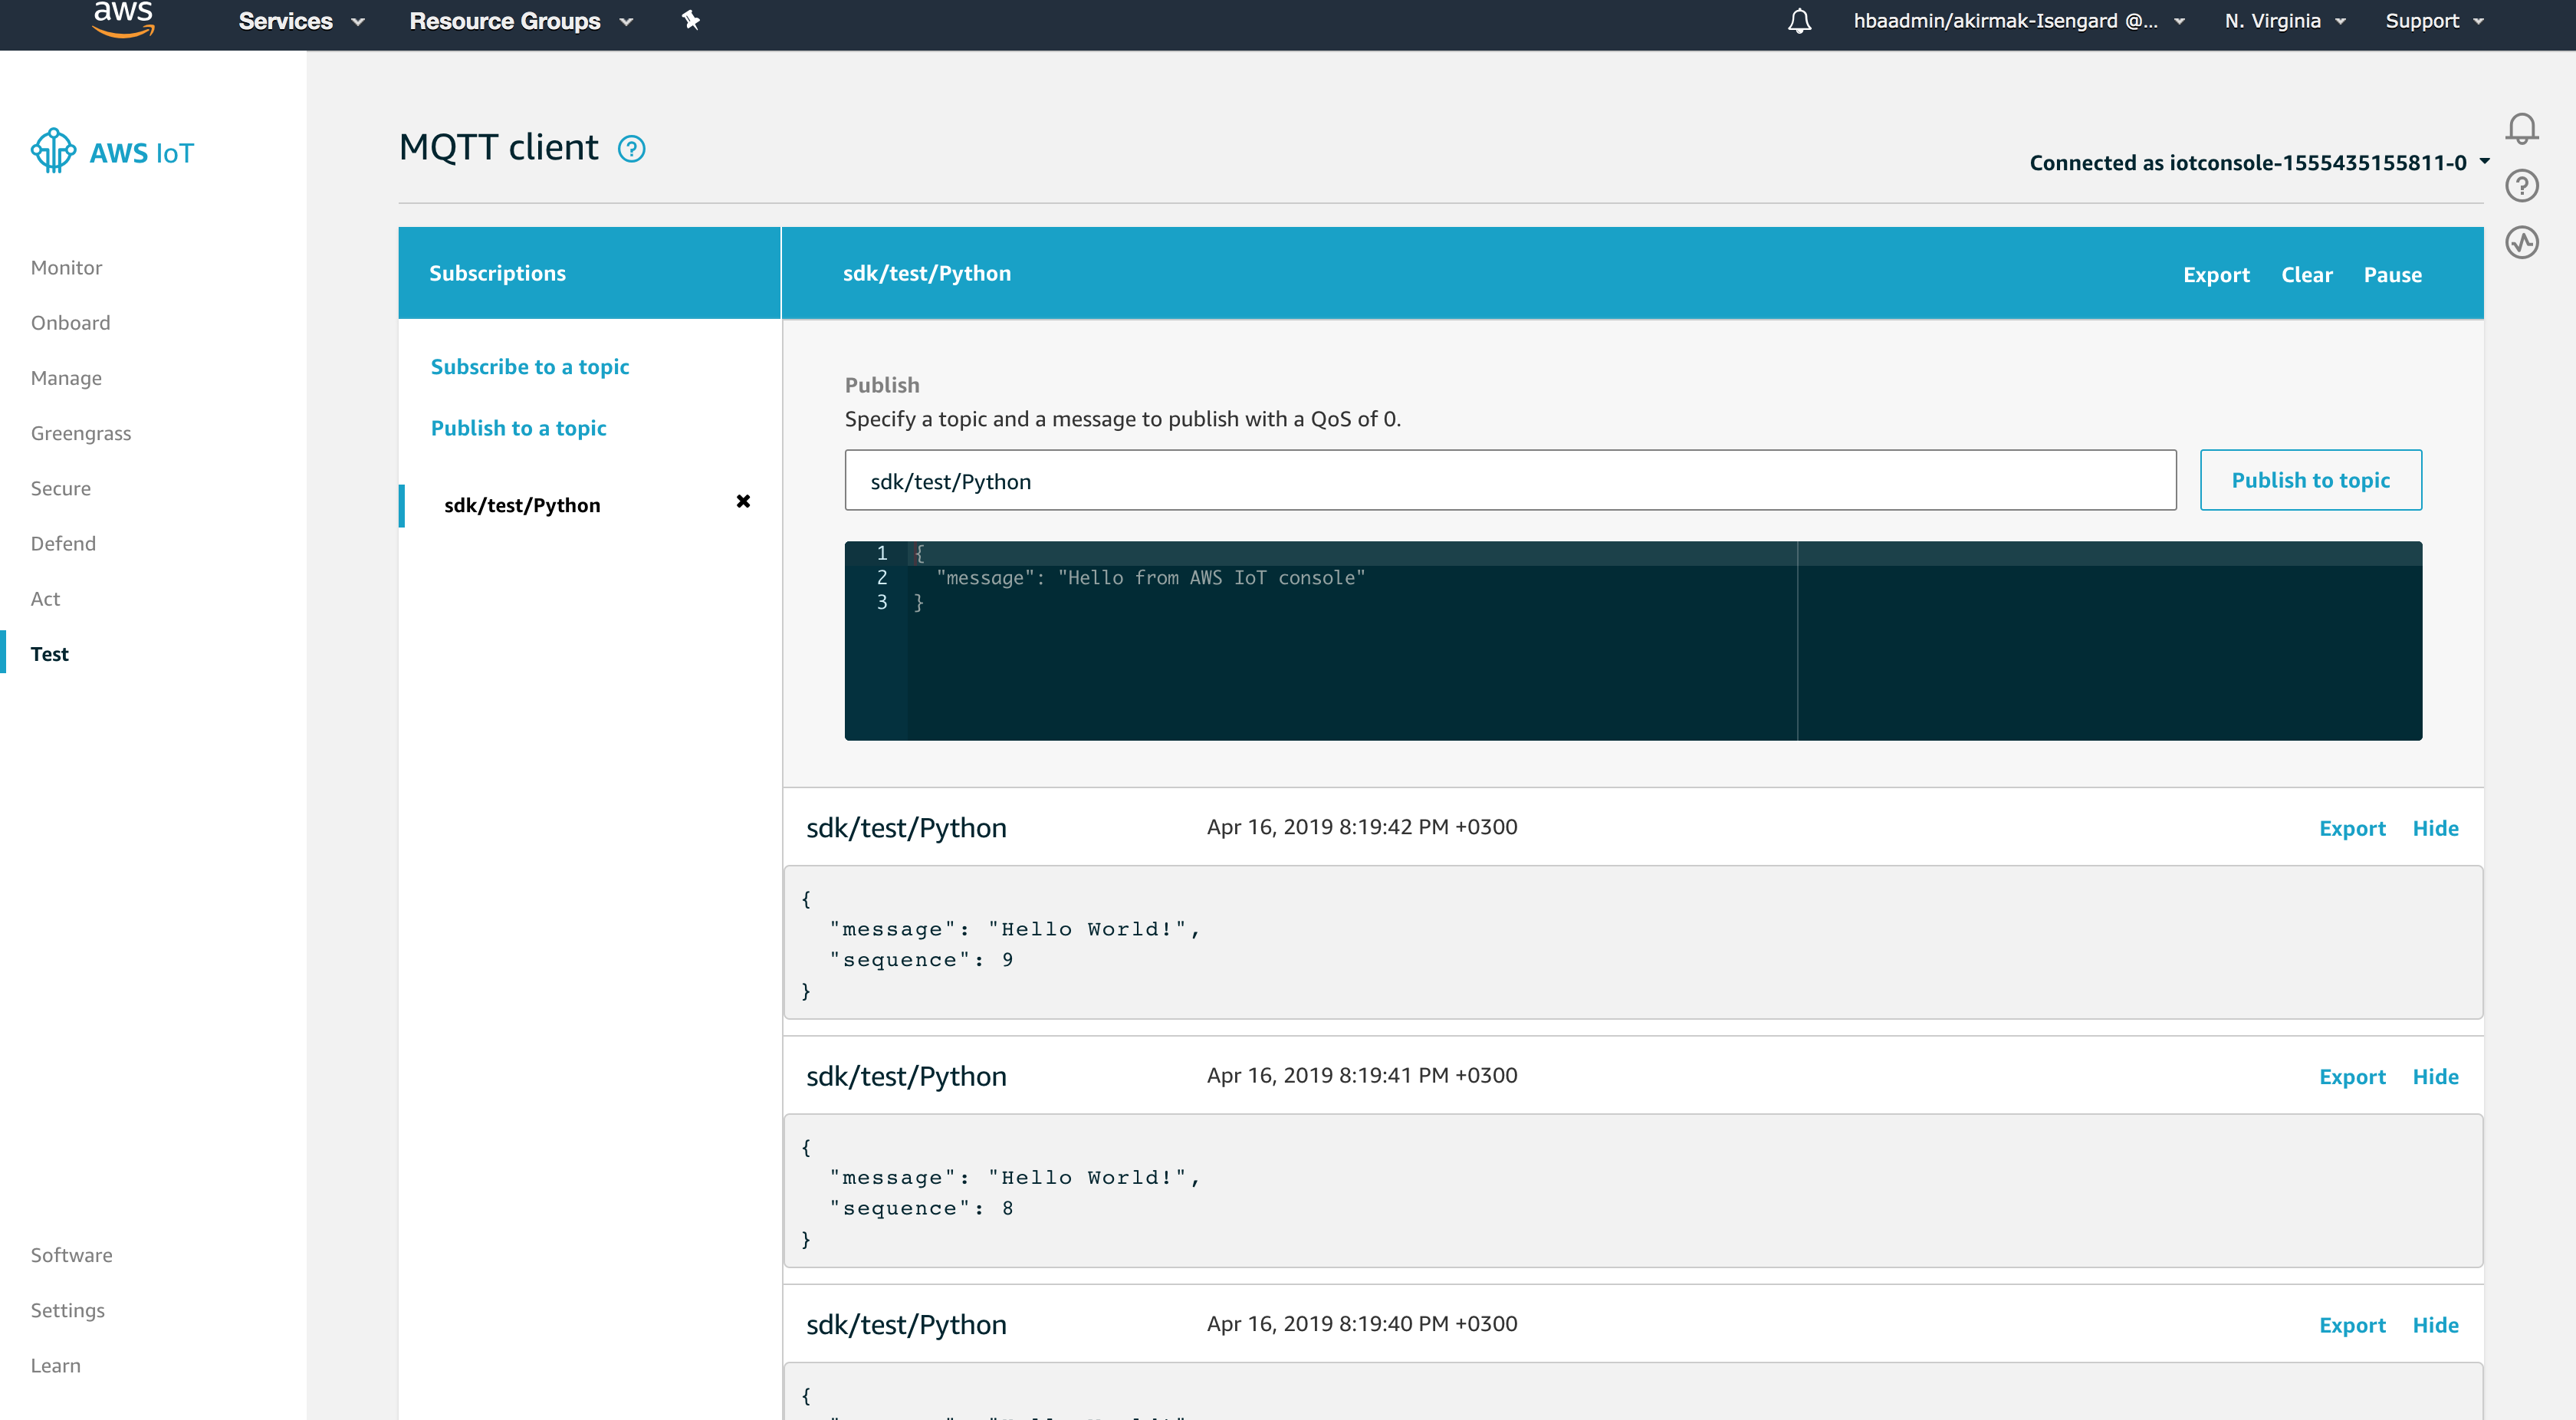 aws
Services
Resource Groups
hbaadmin/akirmak-Isengard @...
N. Virginia
Support
AWS IoT
Monitor
Onboard
Manage
Greengrass
Secure
Defend
Act
Test
Software
Settings
Learn
MQTT client
Connected as iotconsole-1555435155811-0
Subscriptions
Subscribe to a topic
Publish to a topic
sdk/test/Python
sdk/test/Python
Export Clear Pause
Publish
Specify a topic and a message to publish with a QoS of 0.
sdk/test/Python
Publish to topic
1 {
2 "message": "Hello from AWS IoT console"
3 }
sdk/test/Python Apr 16, 2019 8:19:42 PM +0300 Export Hide
{
"message": "Hello World!",
"sequence": 9
}
sdk/test/Python Apr 16, 2019 8:19:41 PM +0300 Export Hide
{
"message": "Hello World!",
"sequence": 8
}
sdk/test/Python Apr 16, 2019 8:19:40 PM +0300 Export Hide
{